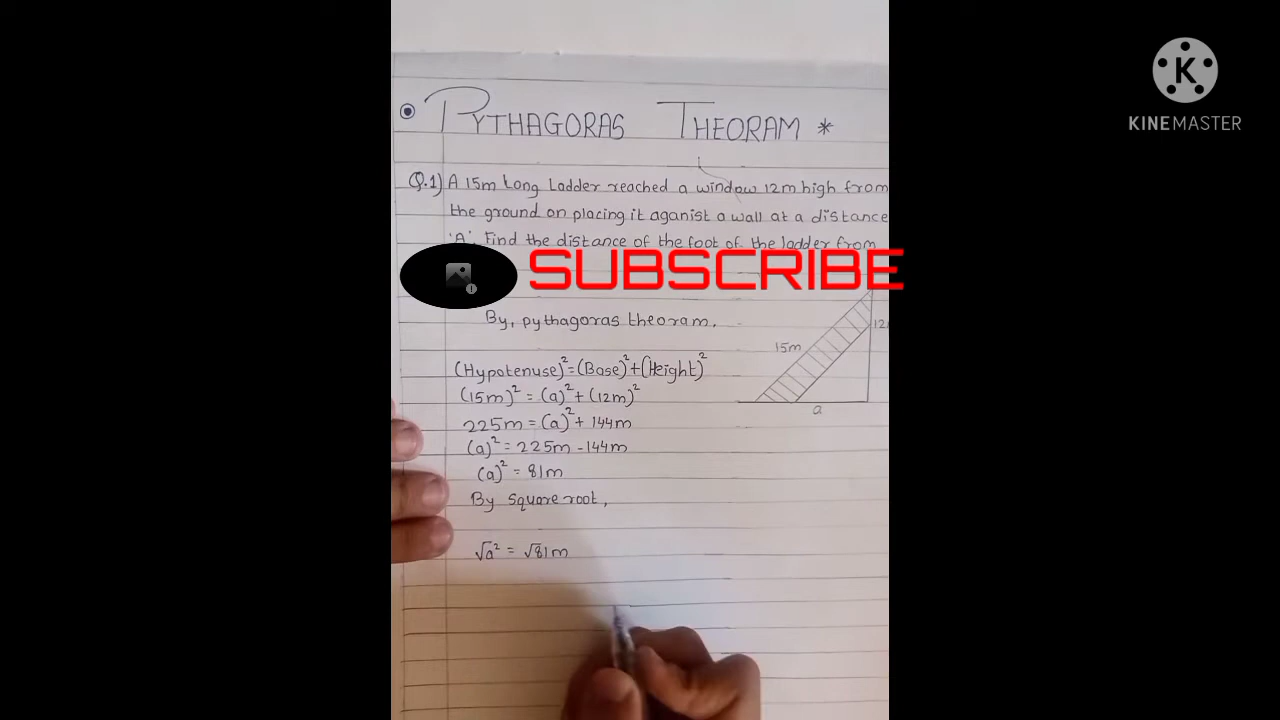 PYTHAGORAS THEORAM *
Q.1) A 15m Long Ladder reached a window 12m high from
the ground on placing it aganist a wall at a distance
'A'. Find the distance of the foot of the ladder from
SUBSCRIBE
By, pythagoras theoram,
(Hypotenuse)²=(Base)²+(Height)²
(15m)² = (a)²+(12m)²
225m = (a)²+ 144m
(a)² = 225m -144m
(a)² = 81m
By Square root,
√a² = √81m
15m
a
K
KINEMASTER